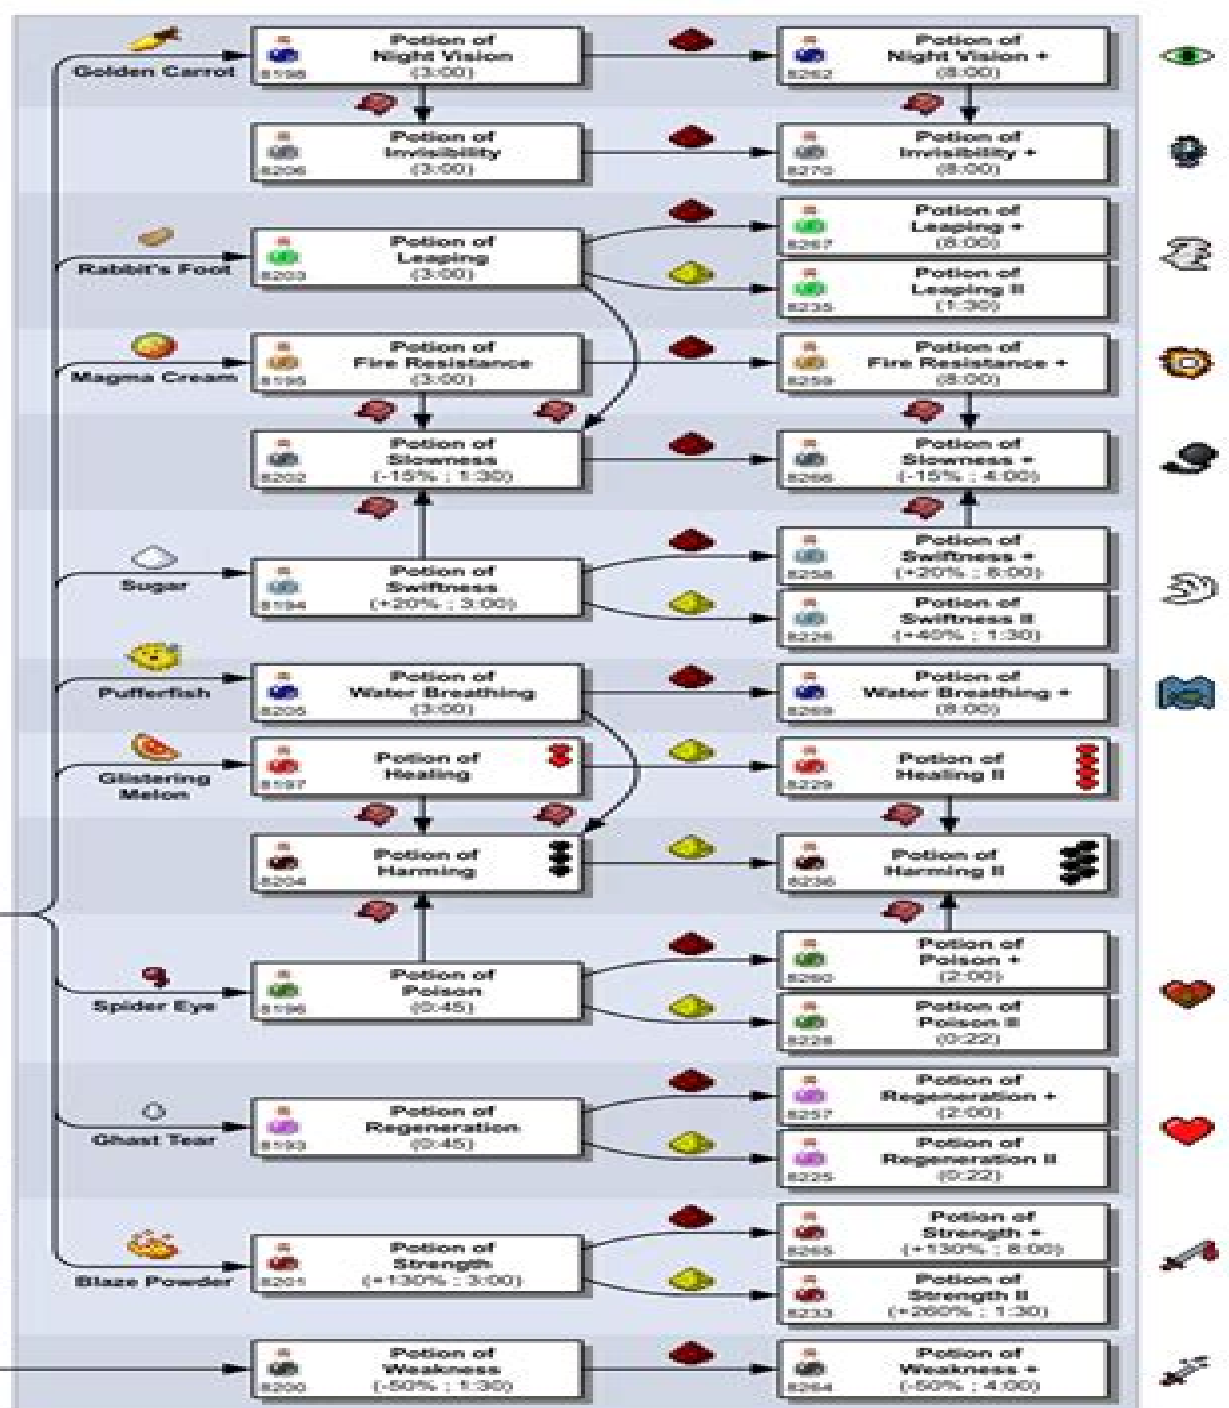 Golden Carrot
Potion of
Night Vision
(3:00)
8198
Potion of
Night Vision +
(8:00)
8262
Potion of
Invisibility
(3:00)
8206
Potion of
Invisibility +
(8:00)
8270
Rabbit's Foot
Potion of
Leaping
(3:00)
8203
Potion of
Leaping +
(8:00)
8267
Potion of
Leaping II
(1:30)
8235
Magma Cream
Potion of
Fire Resistance
(3:00)
8195
Potion of
Fire Resistance +
(8:00)
8259
Potion of
Slowness
(-15% ; 1:30)
8202
Potion of
Slowness +
(-15% ; 4:00)
8266
Sugar
Potion of
Swiftness
(+20% ; 3:00)
8194
Potion of
Swiftness +
(+20% ; 8:00)
8258
Potion of
Swiftness II
(+40% ; 1:30)
8226
Pufferfish
Potion of
Water Breathing
(3:00)
8205
Potion of
Water Breathing +
(8:00)
8269
Glistering
Melon
Potion of
Healing
8197
Potion of
Healing II
8229
Potion of
Harming
8204
Potion of
Harming II
8236
Spider Eye
Potion of
Poison
(0:45)
8196
Potion of
Poison +
(2:00)
8260
Potion of
Poison II
(0:22)
8228
Ghast Tear
Potion of
Regeneration
(0:45)
8193
Potion of
Regeneration +
(2:00)
8257
Potion of
Regeneration II
(0:22)
8225
Blaze Powder
Potion of
Strength
(+130% ; 3:00)
8201
Potion of
Strength +
(+130% ; 8:00)
8265
Potion of
Strength II
(+260% ; 1:30)
8233
Potion of
Weakness
(-50% ; 1:30)
8200
Potion of
Weakness +
(-50% ; 4:00)
8264